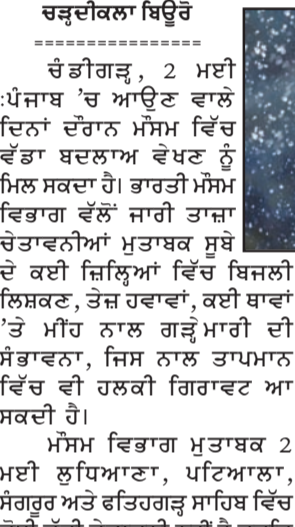 ਚੜ੍ਹਦੀਕਲਾ ਬਿਊਰੋ
================
ਚੰਡੀਗੜ੍ਹ, 2 ਮਈ
:ਪੰਜਾਬ ’ਚ ਆਉਣ ਵਾਲੇ
ਦਿਨਾਂ ਦੌਰਾਨ ਮੌਸਮ ਵਿੱਚ
ਵੱਡਾ ਬਦਲਾਅ ਵੇਖਣ ਨੂੰ
ਮਿਲ ਸਕਦਾ ਹੈ। ਭਾਰਤੀ ਮੌਸਮ
ਵਿਭਾਗ ਵੱਲੋਂ ਜਾਰੀ ਤਾਜ਼ਾ
ਚੇਤਾਵਨੀਆਂ ਮੁਤਾਬਕ ਸੂਬੇ
ਦੇ ਕਈ ਜ਼ਿਲ੍ਹਿਆਂ ਵਿੱਚ ਬਿਜਲੀ
ਲਿਸ਼ਕਣ, ਤੇਜ਼ ਹਵਾਵਾਂ, ਕਈ ਥਾਵਾਂ
’ਤੇ ਮੀਂਹ ਨਾਲ ਗੜ੍ਹੇਮਾਰੀ ਦੀ
ਸੰਭਾਵਨਾ, ਜਿਸ ਨਾਲ ਤਾਪਮਾਨ
ਵਿੱਚ ਵੀ ਹਲਕੀ ਗਿਰਾਵਟ ਆ
ਸਕਦੀ ਹੈ।
ਮੌਸਮ ਵਿਭਾਗ ਮੁਤਾਬਕ 2
ਮਈ ਲੁਧਿਆਣਾ, ਪਟਿਆਲਾ,
ਸੰਗਰੂਰ ਅਤੇ ਫਤਿਹਗੜ੍ਹ ਸਾਹਿਬ ਵਿੱਚ